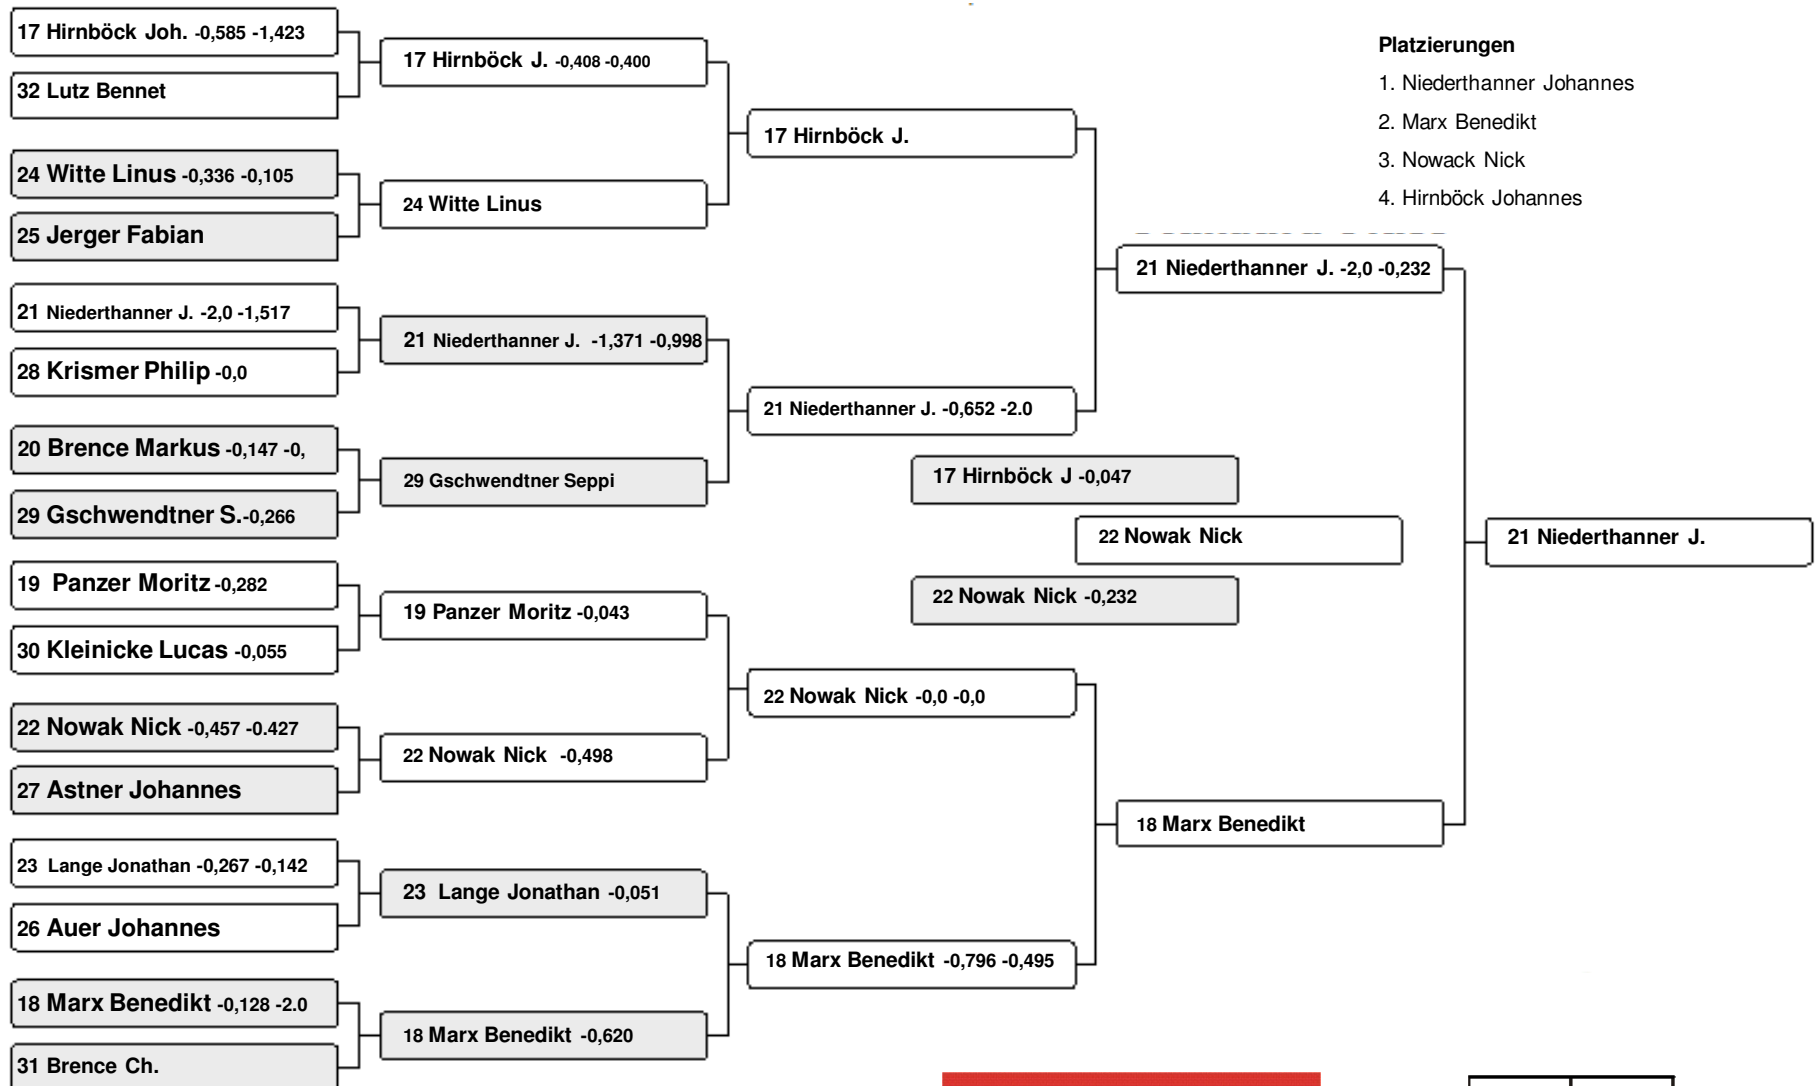 17 Hirnböck Joh. -0,585 -1,423
32 Lutz Bennet
24 Witte Linus -0,336 -0,105
25 Jerger Fabian
21 Niederthanner J. -2,0 -1,517
28 Krismer Philip -0,0
20 Brence Markus -0,147 -0,
29 Gschwendtner S.-0,266
19 Panzer Moritz -0,282
30 Kleinicke Lucas -0,055
22 Nowak Nick -0,457 -0.427
27 Astner Johannes
23 Lange Jonathan -0,267 -0,142
26 Auer Johannes
18 Marx Benedikt -0,128 -2.0
31 Brence Ch.
17 Hirnböck J. -0,408 -0,400
24 Witte Linus
21 Niederthanner J. -1,371 -0,998
29 Gschwendtner Seppi
19 Panzer Moritz -0,043
22 Nowak Nick -0,498
23 Lange Jonathan -0,051
18 Marx Benedikt -0,620
17 Hirnböck J.
21 Niederthanner J. -0,652 -2.0
22 Nowak Nick -0,0 -0,0
18 Marx Benedikt -0,796 -0,495
17 Hirnböck J -0,047
22 Nowak Nick
22 Nowak Nick -0,232
21 Niederthanner J. -2,0 -0,232
18 Marx Benedikt
21 Niederthanner J.
Platzierungen
1. Niederthanner Johannes
2. Marx Benedikt
3. Nowack Nick
4. Hirnböck Johannes